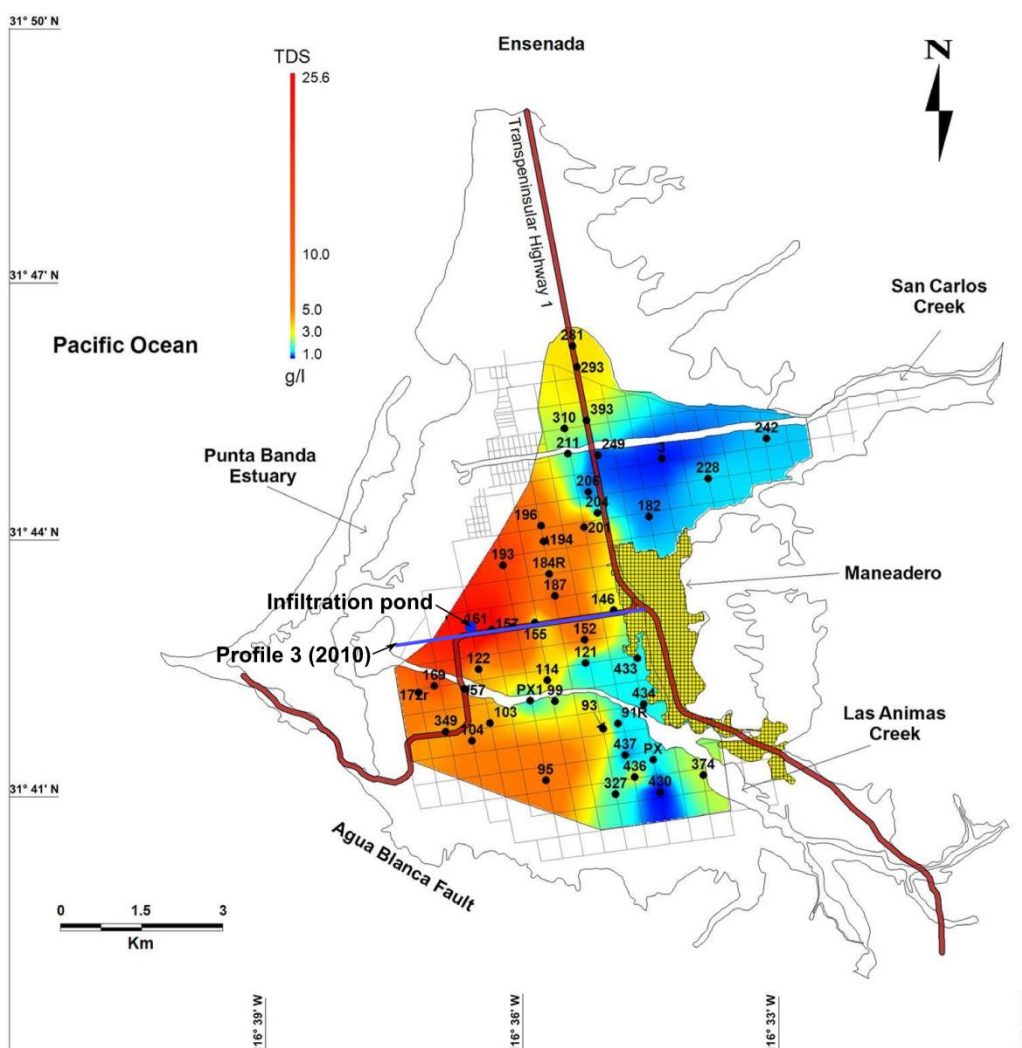 31° 50' N
Ensenada
N
TDS
25.6
10.0
5.0
3.0
1.0
g/l
Transpeninsular Highway 1
31° 47' N
San Carlos
Creek
Pacific Ocean
281
293
393
310
211
249
3
242
228
Punta Banda
Estuary
206
204
182
196
201
194
31° 44' N
193
184R
187
Maneadero
Infiltration pond
146
161
157
155
152
Profile 3 (2010)
121
433
122
114
169
172r
57
PX1
99
434
103
93
91R
Las Animas
Creek
349
104
437
PX
374
436
95
327
430
31° 41' N
Agua Blanca Fault
0
1.5
3
Km
16° 39' W
16° 36' W
16° 33' W